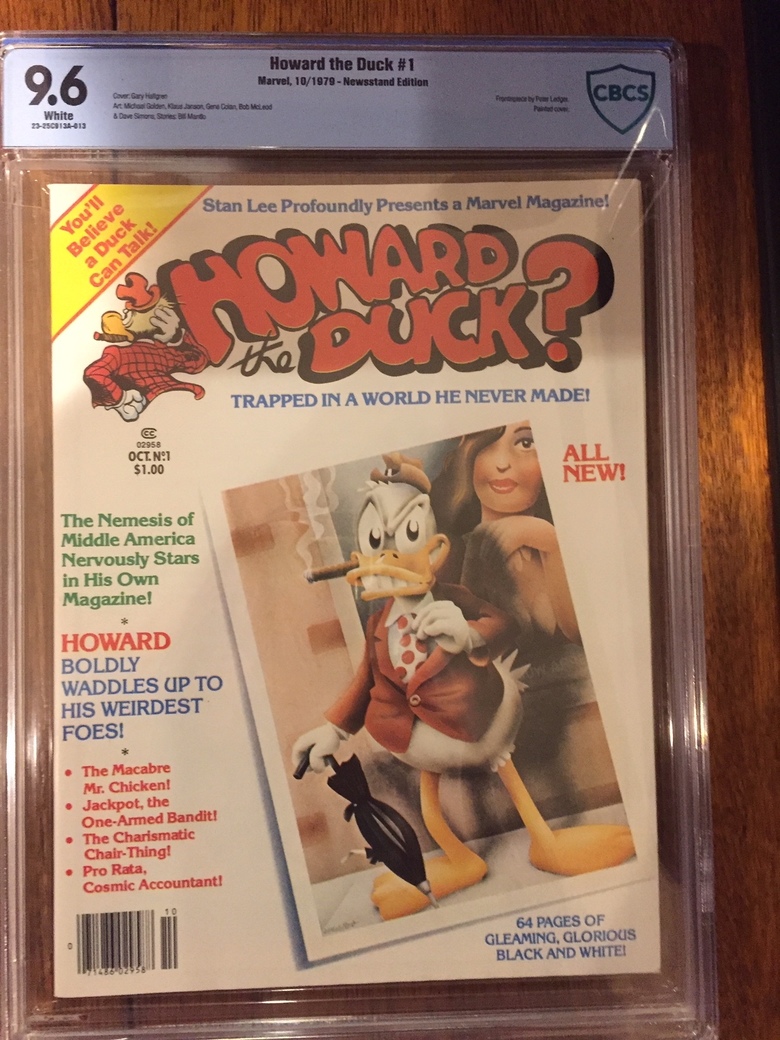 Howard the Duck #1
Marvel, 10/1979 - Newsstand Edition
9.6
White
23-25C013A-013
Cover: Gary Hallgren
Art: Michael Golden, Klaus Janson, Gene Colan, Bob McLeod
& Dave Simons, Stories: Bill Mantlo
Frontispiece by Peter Ledger.
Painted cover.
CBCS
You'll
Believe
a Duck
Can Talk!
Stan Lee Profoundly Presents a Marvel Magazine!
HOWARD
the DUCK?
TRAPPED IN A WORLD HE NEVER MADE!
CC
02958
OCT. Nº1
$1.00
ALL
NEW!
The Nemesis of
Middle America
Nervously Stars
in His Own
Magazine!
*
HOWARD
BOLDLY
WADDLES UP TO
HIS WEIRDEST
FOES!
*
• The Macabre
Mr. Chicken!
• Jackpot, the
One-Armed Bandit!
• The Charismatic
Chair-Thing!
• Pro Rata,
Cosmic Accountant!
10
0
71486 02958
64 PAGES OF
GLEAMING, GLORIOUS
BLACK AND WHITE!